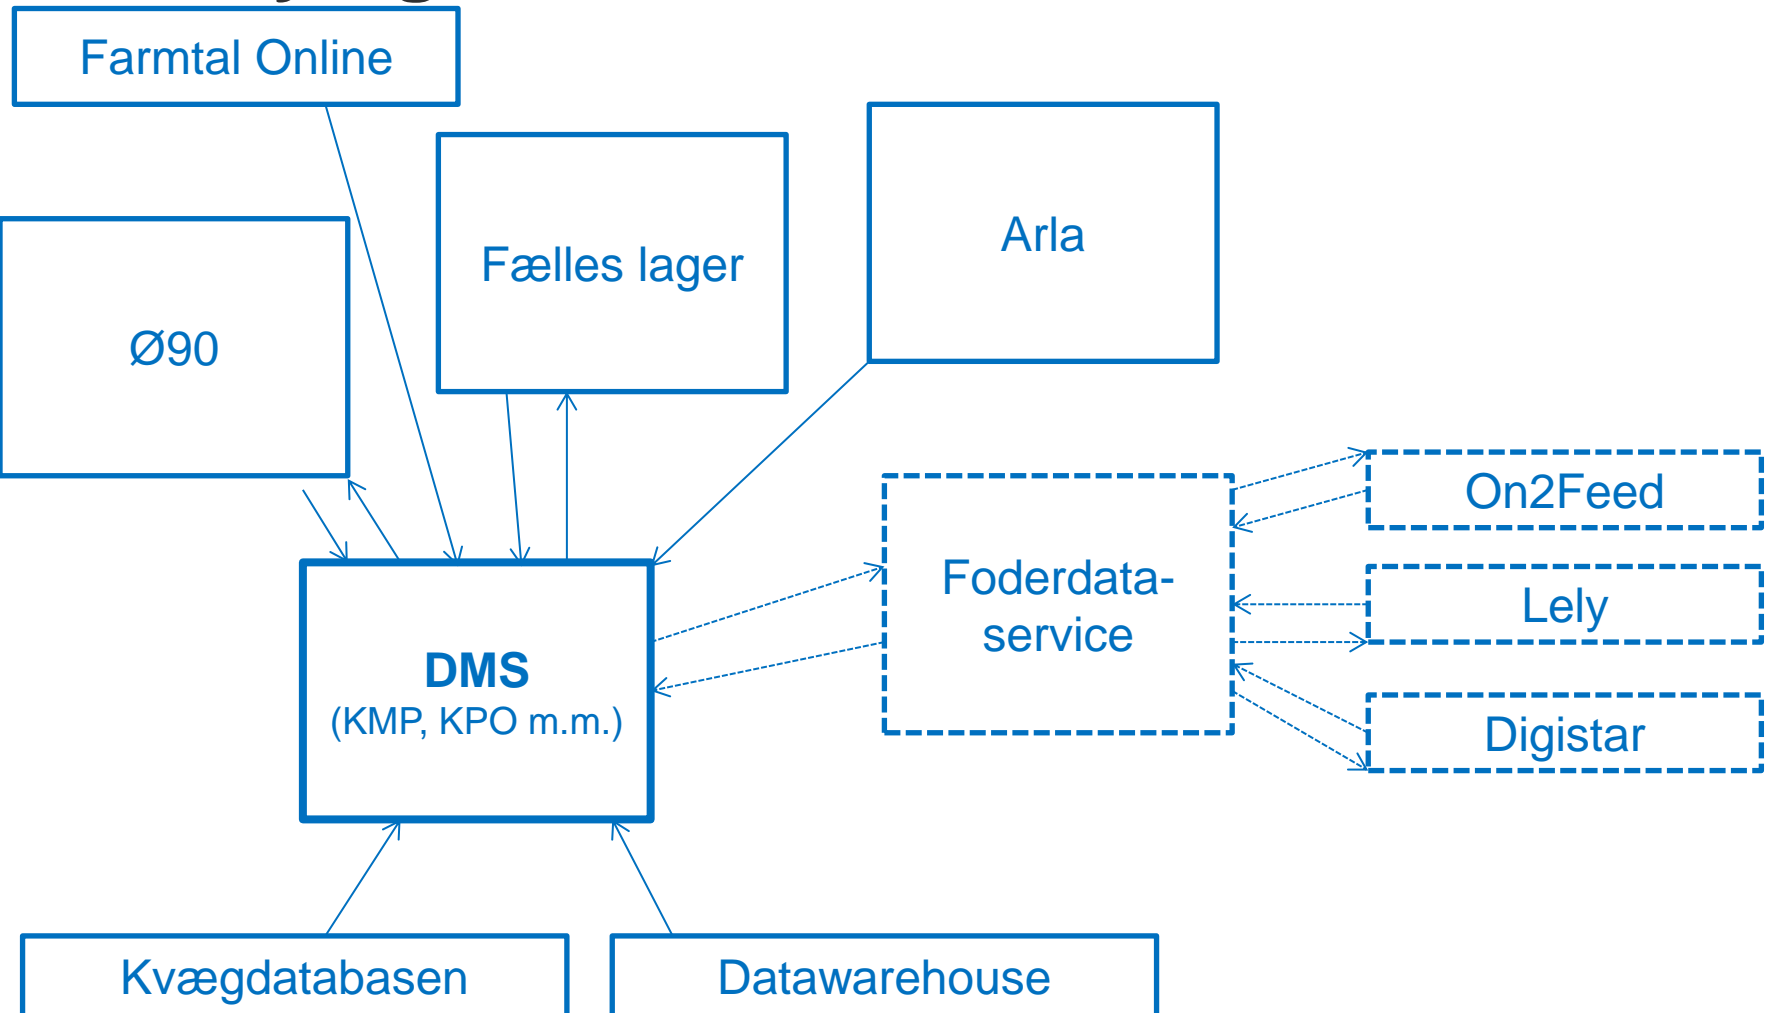 Farmtal Online
Fælles lager
Arla
Ø90
On2Feed
Foderdata-
service
Lely
DMS
(KMP, KPO m.m.)
Digistar
Kvægdatabasen
Datawarehouse